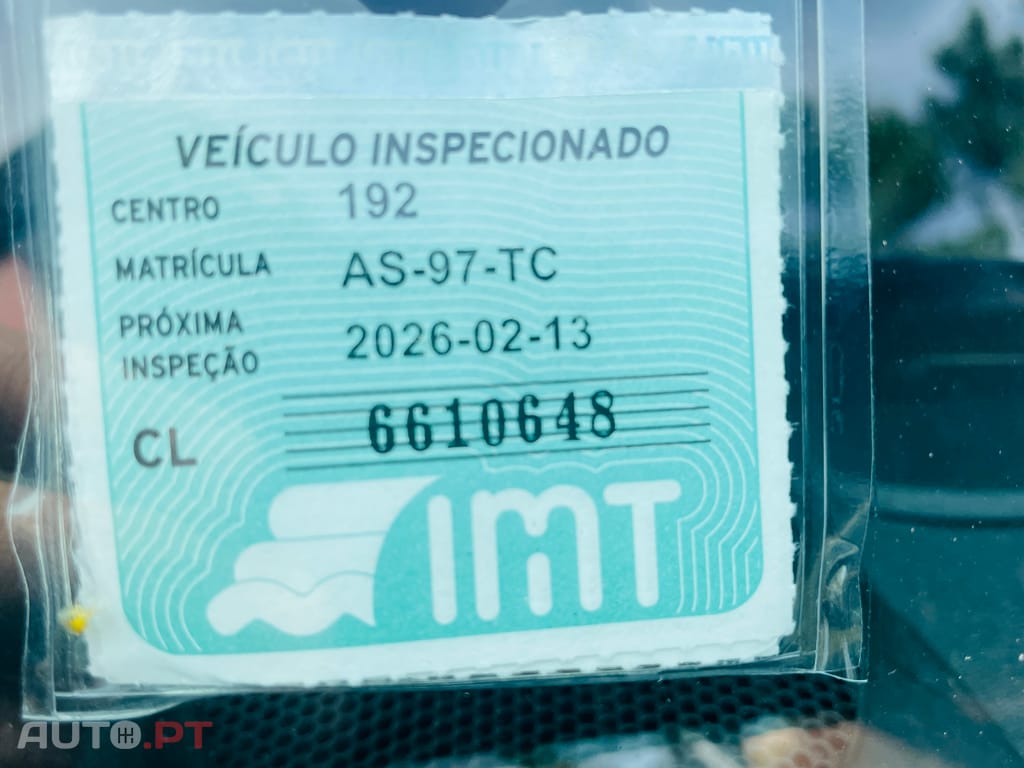 VEÍCULO INSPECIONADO
CENTRO 192
MATRÍCULA AS-97-TC
PRÓXIMA
INSPEÇÃO 2026-02-13
CL 6610648
IMT
AUTO.PT